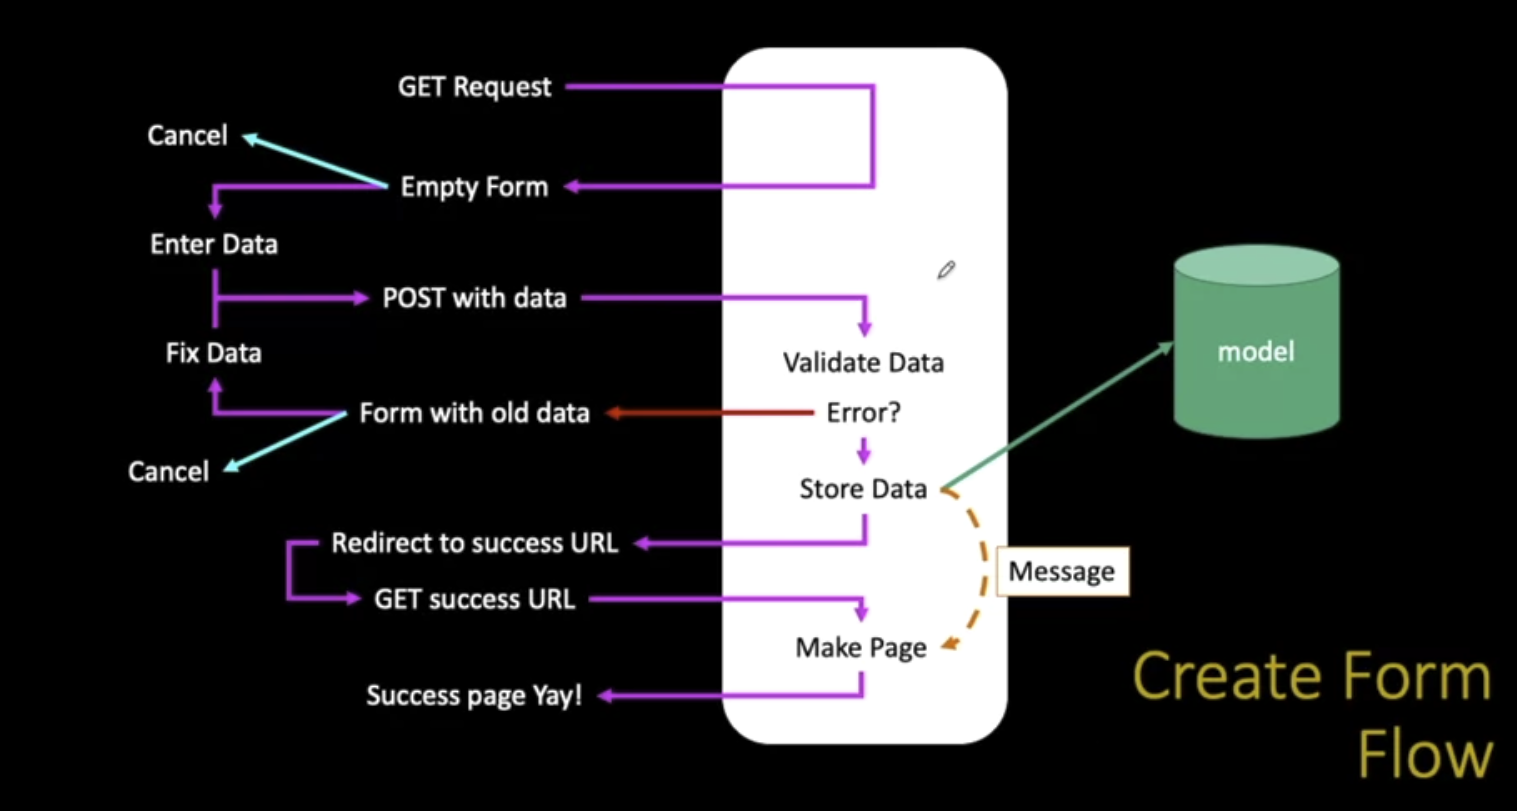 GET Request
Cancel
Empty Form
Enter Data
POST with data
Fix Data
Validate Data
model
Form with old data
Error?
Cancel
Store Data
Redirect to success URL
Message
GET success URL
Make Page
Success page Yay!
Create Form
Flow